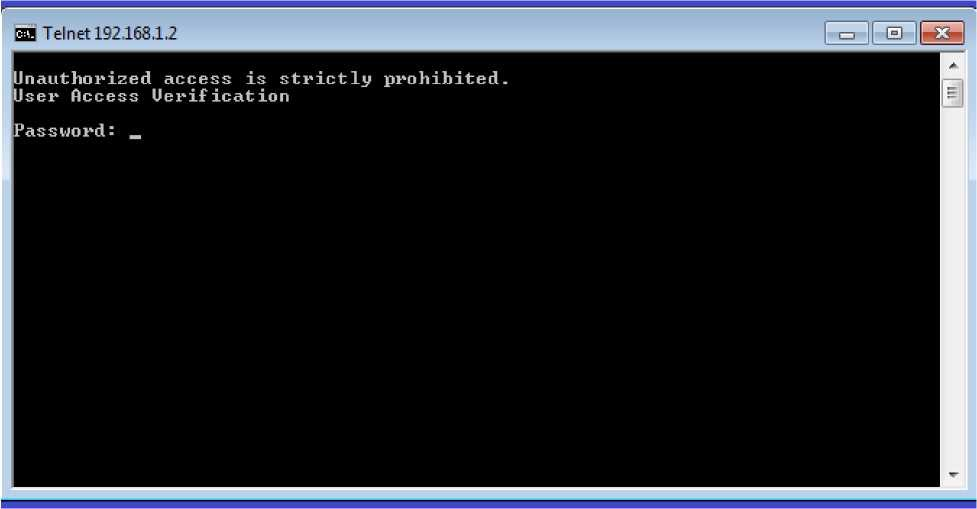 Telnet 192.168.1.2
Unauthorized access is strictly prohibited.
User Access Verification
Password: _